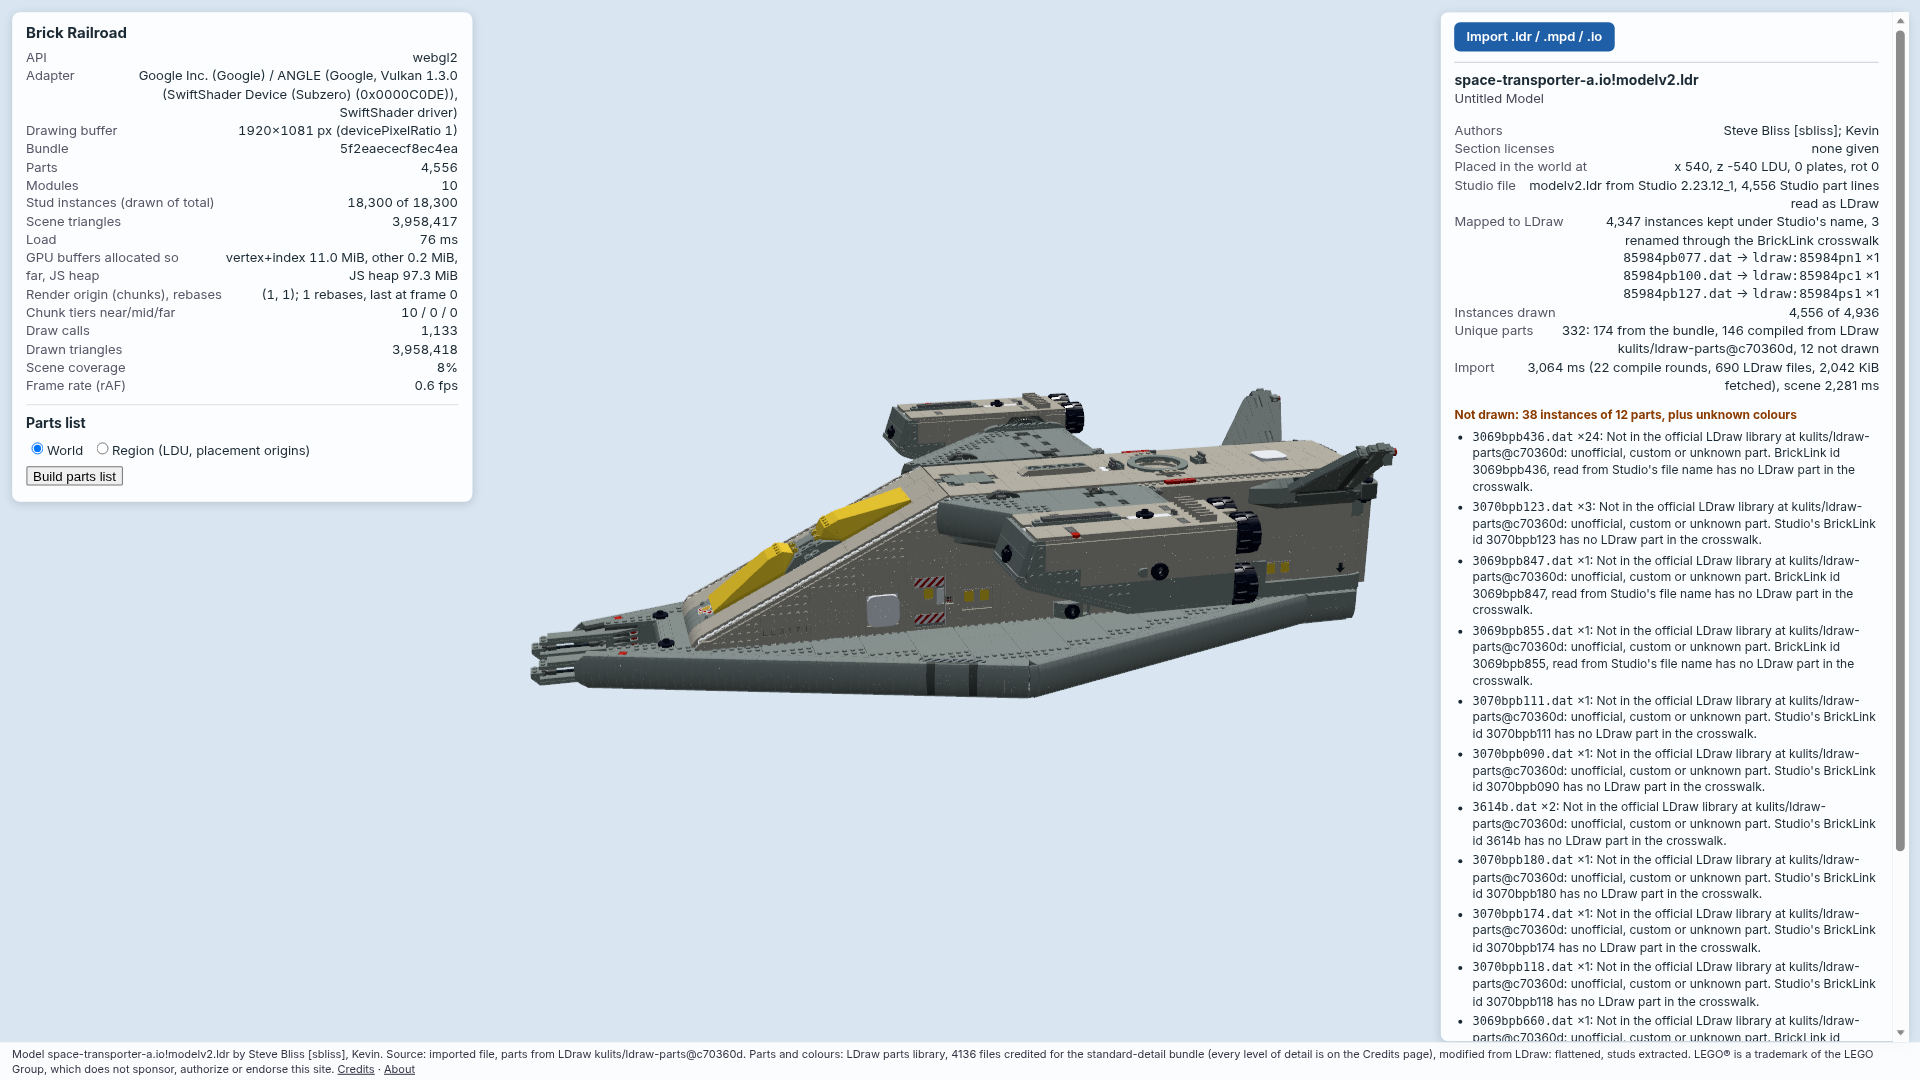 Brick Railroad
API webgl2
Adapter Google Inc. (Google) / ANGLE (Google, Vulkan 1.3.0
(SwiftShader Device (Subzero) (0x0000C0DE)),
SwiftShader driver)
Drawing buffer 1920×1081 px (devicePixelRatio 1)
Bundle 5f2eaececf8ec4ea
Parts 4,556
Modules 10
Stud instances (drawn of total) 18,300 of 18,300
Scene triangles 3,958,417
Load 76 ms
GPU buffers allocated so vertex+index 11.0 MiB, other 0.2 MiB,
far, JS heap JS heap 97.3 MiB
Render origin (chunks), rebases (1, 1); 1 rebases, last at frame 0
Chunk tiers near/mid/far 10 / 0 / 0
Draw calls 1,133
Drawn triangles 3,958,418
Scene coverage 8%
Frame rate (rAF) 0.6 fps
Parts list
World Region (LDU, placement origins)
Build parts list
Import .ldr / .mpd / .io
space-transporter-a.io!modelv2.ldr
Untitled Model
Authors Steve Bliss [sbliss]; Kevin
Section licenses none given
Placed in the world at x 540, z -540 LDU, 0 plates, rot 0
Studio file modelv2.ldr from Studio 2.23.12_1, 4,556 Studio part lines
read as LDraw
Mapped to LDraw 4,347 instances kept under Studio's name, 3
renamed through the BrickLink crosswalk
85984pb077.dat → ldraw:85984pn1 ×1
85984pb100.dat → ldraw:85984pc1 ×1
85984pb127.dat → ldraw:85984ps1 ×1
Instances drawn 4,556 of 4,936
Unique parts 332: 174 from the bundle, 146 compiled from LDraw
kulits/ldraw-parts@c70360d, 12 not drawn
Import 3,064 ms (22 compile rounds, 690 LDraw files, 2,042 KiB
fetched), scene 2,281 ms
Not drawn: 38 instances of 12 parts, plus unknown colours
• 3069bpb436.dat ×24: Not in the official LDraw library at kulits/ldraw-
parts@c70360d: unofficial, custom or unknown part. BrickLink id
3069bpb436, read from Studio's file name has no LDraw part in the
crosswalk.
• 3070bpb123.dat ×3: Not in the official LDraw library at kulits/ldraw-
parts@c70360d: unofficial, custom or unknown part. Studio's BrickLink
id 3070bpb123 has no LDraw part in the crosswalk.
• 3069bpb847.dat ×1: Not in the official LDraw library at kulits/ldraw-
parts@c70360d: unofficial, custom or unknown part. BrickLink id
3069bpb847, read from Studio's file name has no LDraw part in the
crosswalk.
• 3069bpb855.dat ×1: Not in the official LDraw library at kulits/ldraw-
parts@c70360d: unofficial, custom or unknown part. BrickLink id
3069bpb855, read from Studio's file name has no LDraw part in the
crosswalk.
• 3070bpb111.dat ×1: Not in the official LDraw library at kulits/ldraw-
parts@c70360d: unofficial, custom or unknown part. Studio's BrickLink
id 3070bpb111 has no LDraw part in the crosswalk.
• 3070bpb090.dat ×1: Not in the official LDraw library at kulits/ldraw-
parts@c70360d: unofficial, custom or unknown part. Studio's BrickLink
id 3070bpb090 has no LDraw part in the crosswalk.
• 3614b.dat ×2: Not in the official LDraw library at kulits/ldraw-
parts@c70360d: unofficial, custom or unknown part. Studio's BrickLink
id 3614b has no LDraw part in the crosswalk.
• 3070bpb180.dat ×1: Not in the official LDraw library at kulits/ldraw-
parts@c70360d: unofficial, custom or unknown part. Studio's BrickLink
id 3070bpb180 has no LDraw part in the crosswalk.
• 3070bpb174.dat ×1: Not in the official LDraw library at kulits/ldraw-
parts@c70360d: unofficial, custom or unknown part. Studio's BrickLink
id 3070bpb174 has no LDraw part in the crosswalk.
• 3070bpb118.dat ×1: Not in the official LDraw library at kulits/ldraw-
parts@c70360d: unofficial, custom or unknown part. Studio's BrickLink
id 3070bpb118 has no LDraw part in the crosswalk.
• 3069bpb660.dat ×1: Not in the official LDraw library at kulits/ldraw-
parts@c70360d: unofficial, custom or unknown part. BrickLink id
Model space-transporter-a.io!modelv2.ldr by Steve Bliss [sbliss], Kevin. Source: imported file, parts from LDraw kulits/ldraw-parts@c70360d. Parts and colours: LDraw parts library, 4136 files credited for the standard-detail bundle (every level of detail is on the Credits page), modified from LDraw: flattened, studs extracted. LEGO® is a trademark of the LEGO
Group, which does not sponsor, authorize or endorse this site. Credits · About